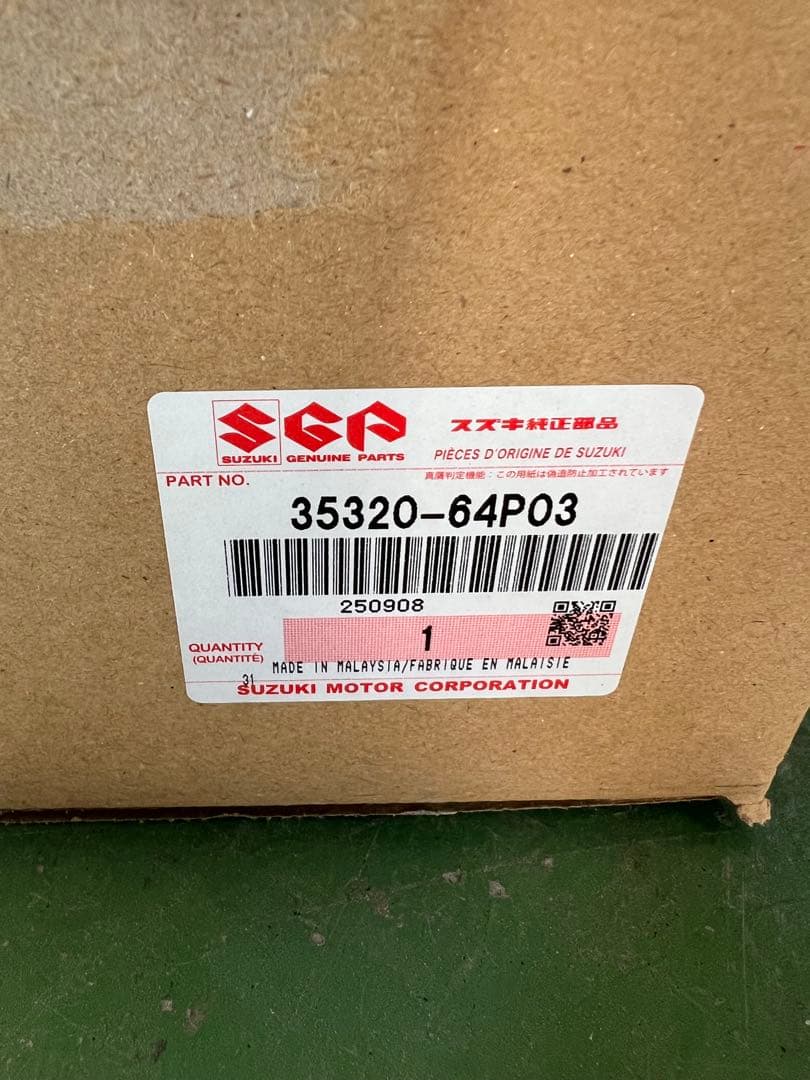 SGP スズキ純正部品
SUZUKI GENUINE PARTS PIÈCES D'ORIGINE DE SUZUKI
真贋判定機能：この用紙は偽造防止加工されています
PART NO.
35320-64P03
250908
QUANTITY 1
(QUANTITÉ)
MADE IN MALAYSIA/FABRIQUE EN MALAISIE
31
SUZUKI MOTOR CORPORATION